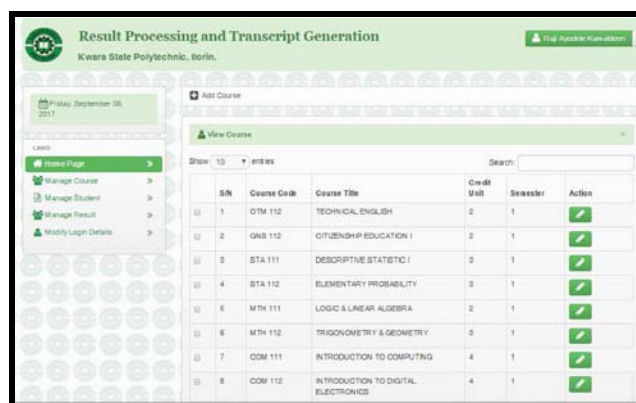 Result Processing and Transcript Generation
Kwara State Polytechnic, Ilorin.
Raji Ayodele Kamaldeen
Friday, September 08,
2017
LINKS
Home Page
Manage Course
Manage Student
Manage Result
Modify Login Details
Add Course
View Course
Show 10 entries Search:
S/N Course Code Course Title Credit Unit Semester Action
1 OTM 112 TECHNICAL ENGLISH 2 1
2 GNS 112 CITIZENSHIP EDUCATION I 2 1
3 STA 111 DESCRIPTIVE STATISTIC I 3 1
4 STA 112 ELEMENTARY PROBABILITY 3 1
5 MTH 111 LOGIC & LINEAR ALGEBRA 2 1
6 MTH 112 TRIGONOMETRY & GEOMETRY 3 1
7 COM 111 INTRODUCTION TO COMPUTING 4 1
8 COM 112 INTRODUCTION TO DIGITAL ELECTRONICS 4 1